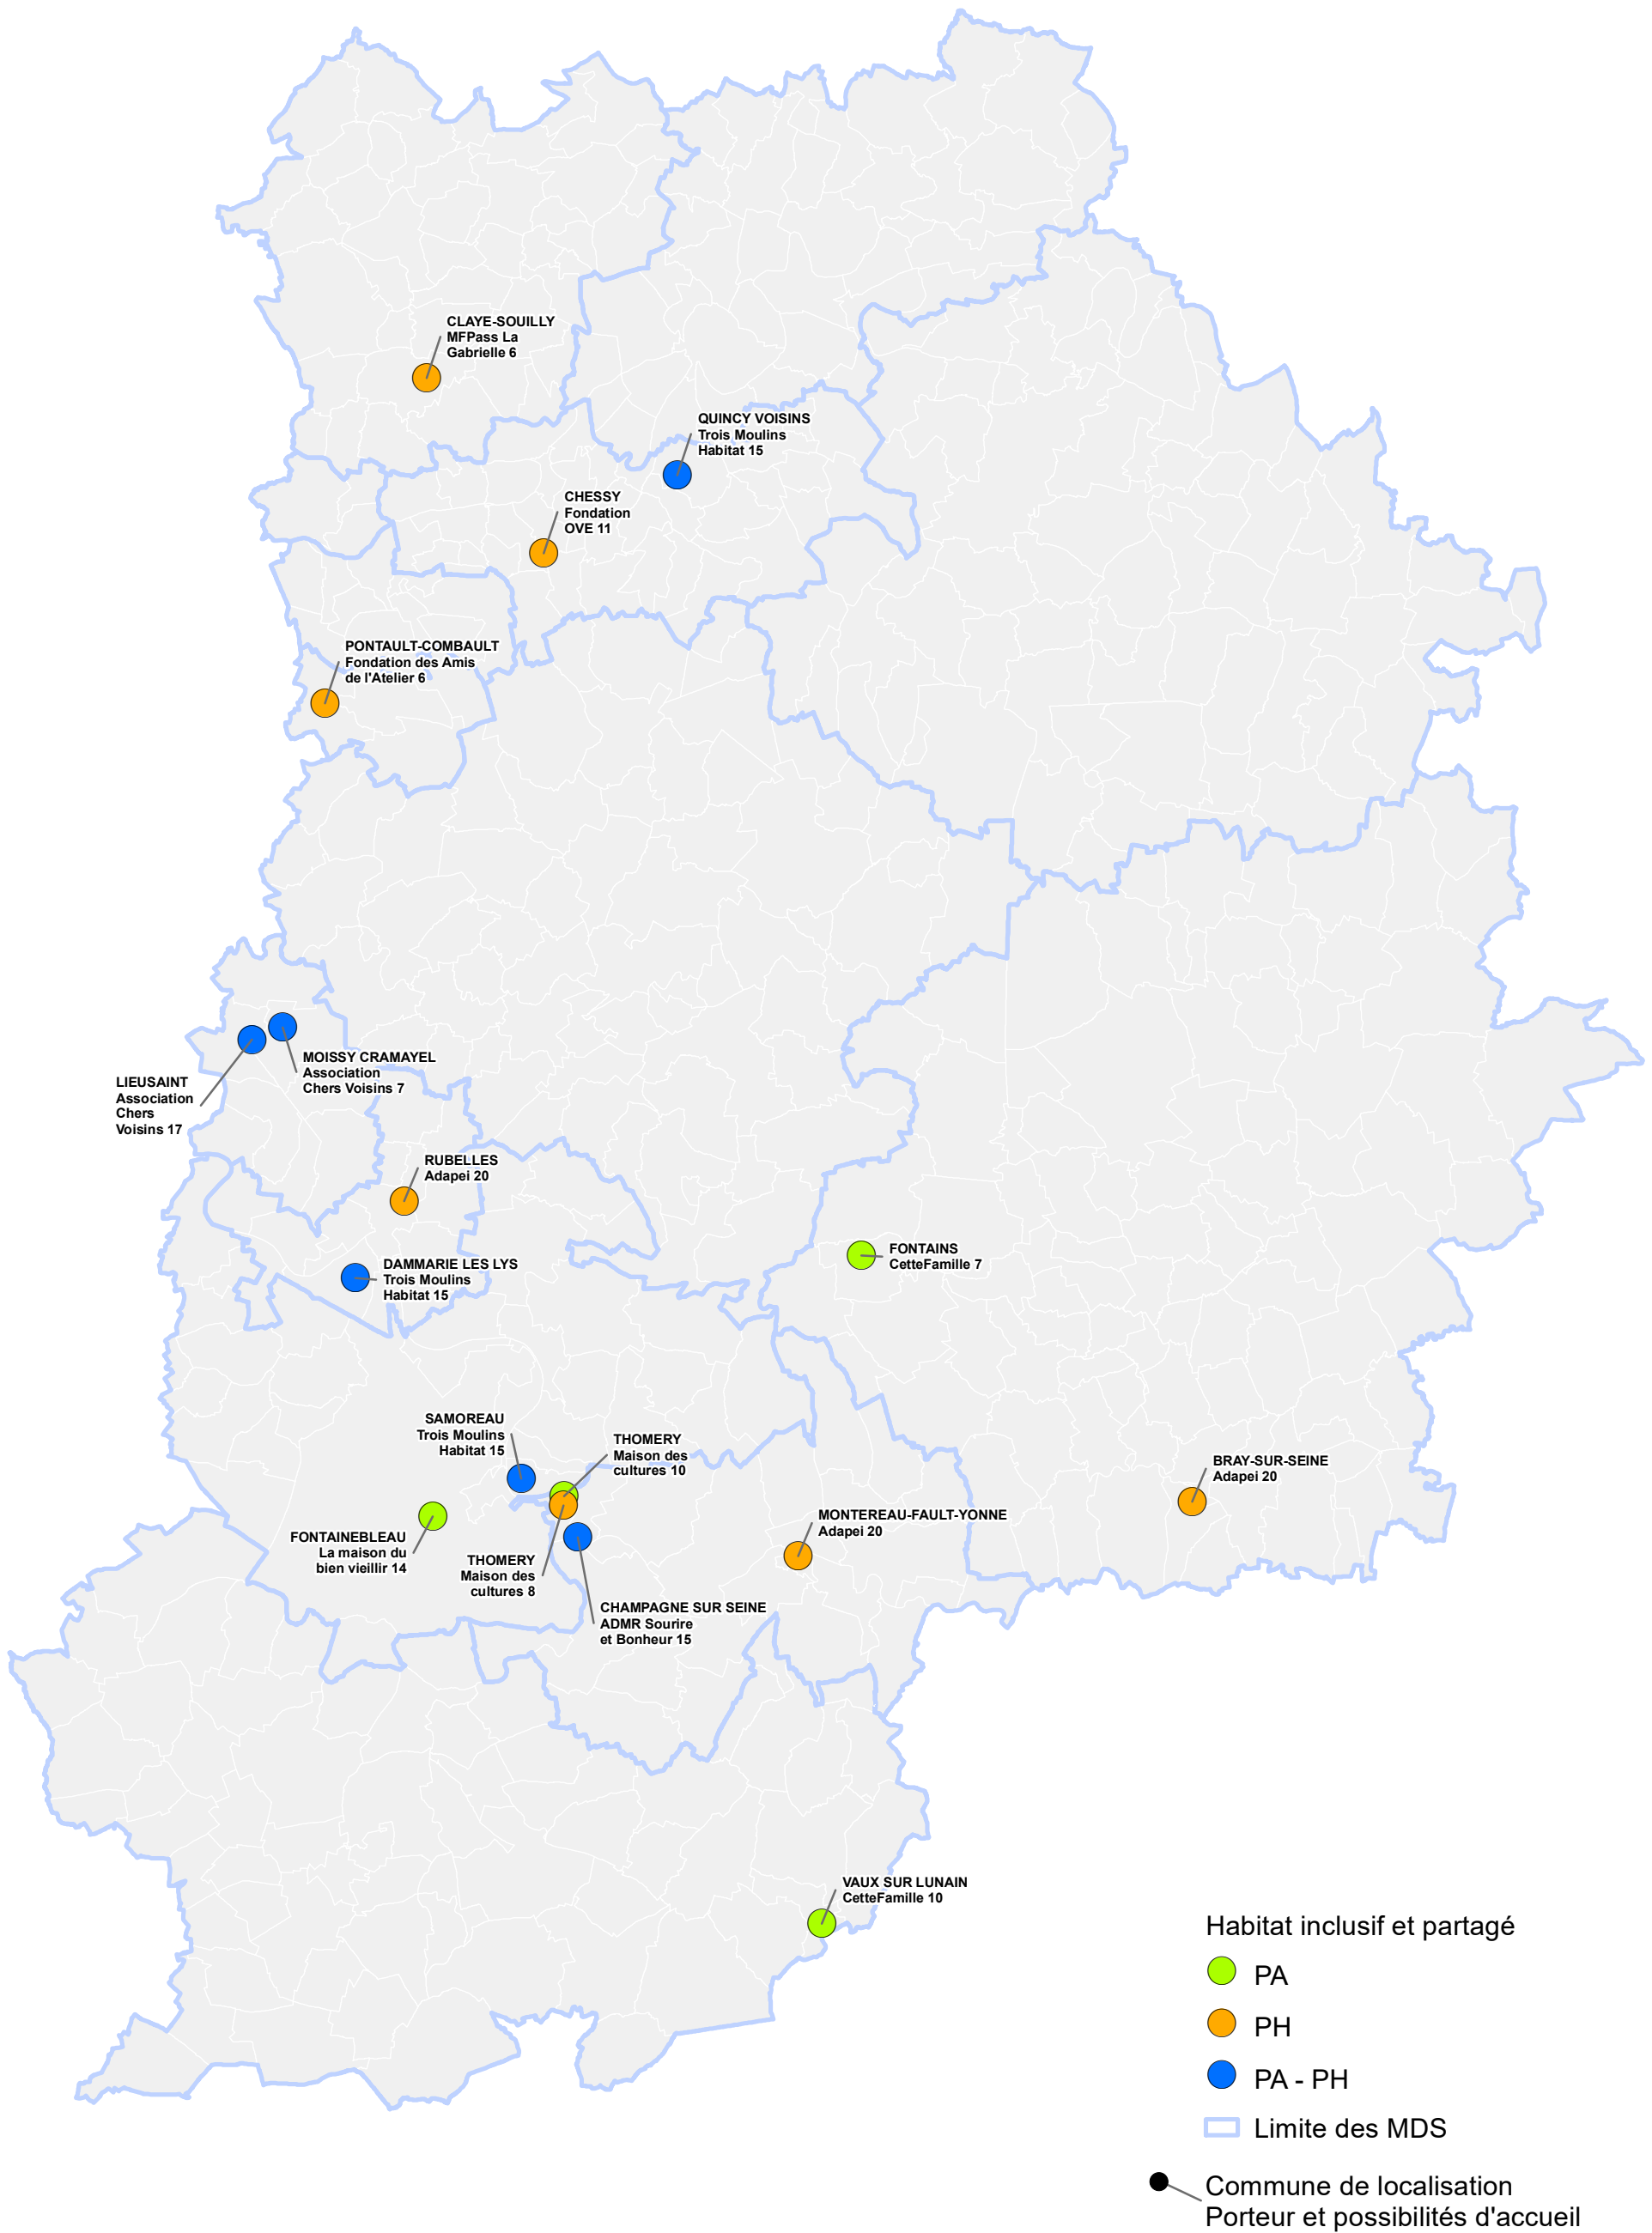 CLAYE-SOUILLY
MFPass La
Gabrielle 6
QUINCY VOISINS
Trois Moulins
Habitat 15
CHESSY
Fondation
OVE 11
PONTAULT-COMBAULT
Fondation des Amis
de l'Atelier 6
MOISSY CRAMAYEL
Association
Chers Voisins 7
LIEUSAINT
Association
Chers
Voisins 17
RUBELLES
Adapei 20
FONTAINS
CetteFamille 7
DAMMARIE LES LYS
Trois Moulins
Habitat 15
SAMOREAU
Trois Moulins
Habitat 15
THOMERY
Maison des
cultures 10
BRAY-SUR-SEINE
Adapei 20
MONTEREAU-FAULT-YONNE
Adapei 20
FONTAINEBLEAU
La maison du
bien vieillir 14
THOMERY
Maison des
cultures 8
CHAMPAGNE SUR SEINE
ADMR Sourire
et Bonheur 15
VAUX SUR LUNAIN
CetteFamille 10
Habitat inclusif et partagé
PA
PH
PA - PH
Limite des MDS
Commune de localisation
Porteur et possibilités d'accueil